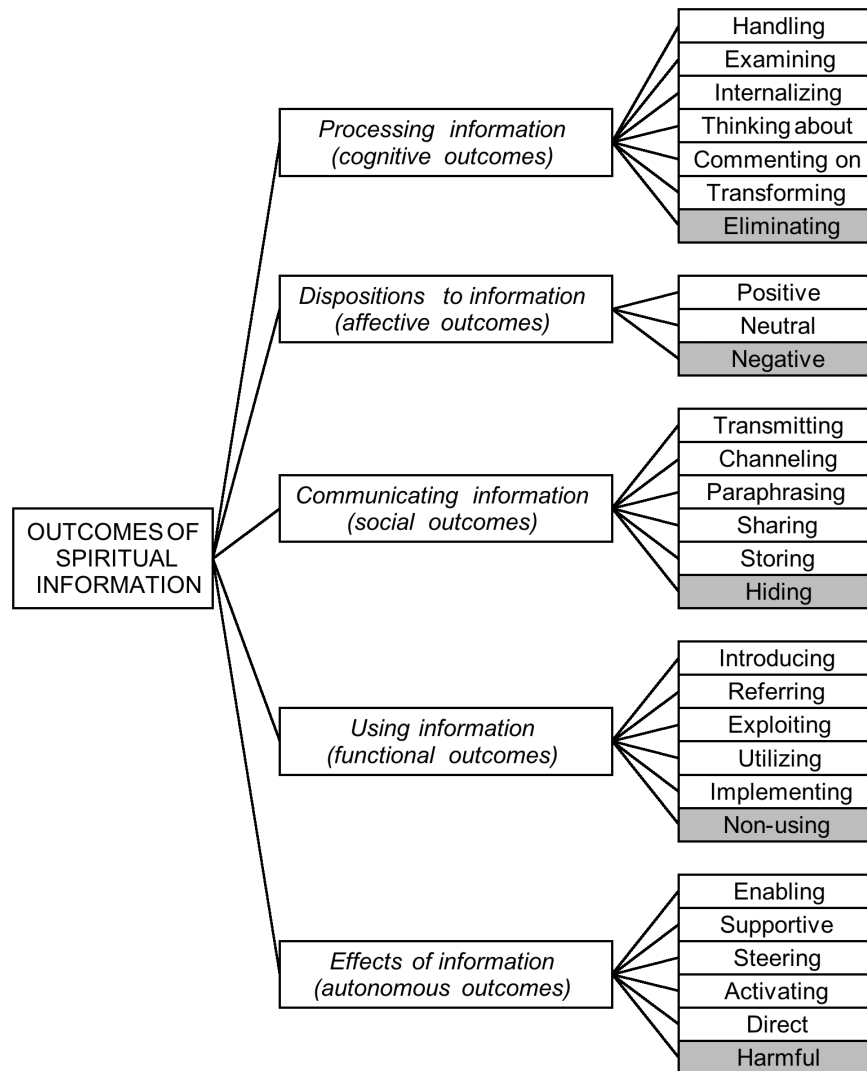 OUTCOMES OF
SPIRITUAL
INFORMATION
Processing information
(cognitive outcomes)
Handling
Examining
Internalizing
Thinking about
Commenting on
Transforming
Eliminating
Dispositions to information
(affective outcomes)
Positive
Neutral
Negative
Communicating information
(social outcomes)
Transmitting
Channeling
Paraphrasing
Sharing
Storing
Hiding
Using information
(functional outcomes)
Introducing
Referring
Exploiting
Utilizing
Implementing
Non-using
Effects of information
(autonomous outcomes)
Enabling
Supportive
Steering
Activating
Direct
Harmful